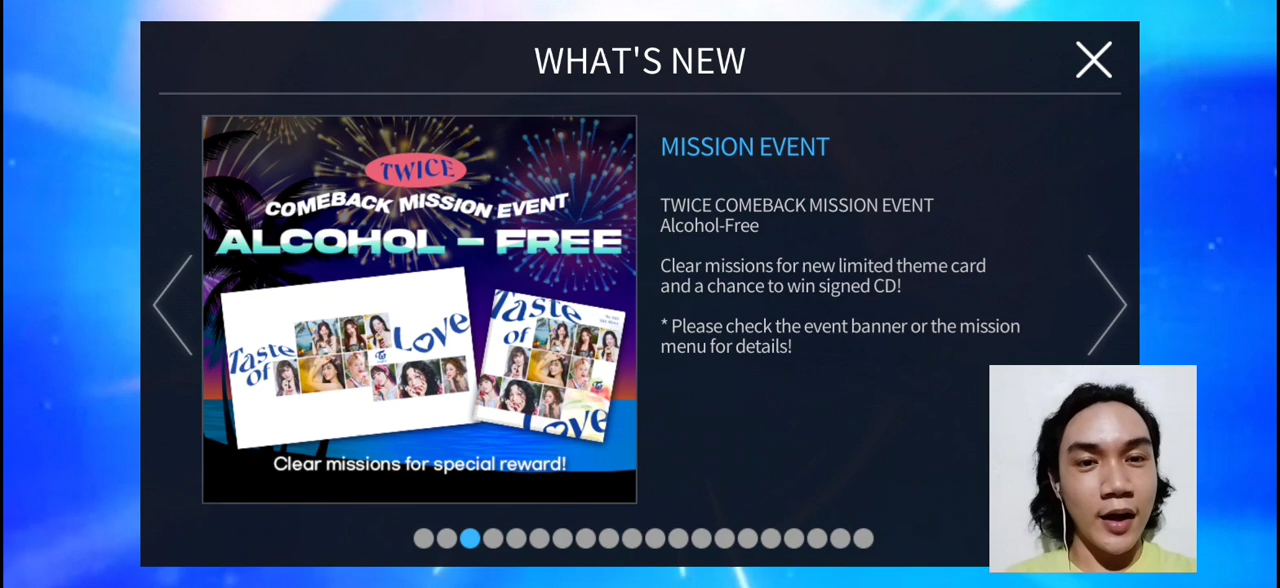 WHAT'S NEW
TWICE
COMEBACK MISSION EVENT
ALCOHOL - FREE
Taste
of
Love
Taste
of
Love
Clear missions for special reward!
MISSION EVENT
TWICE COMEBACK MISSION EVENT
Alcohol-Free
Clear missions for new limited theme card
and a chance to win signed CD!
* Please check the event banner or the mission
menu for details!